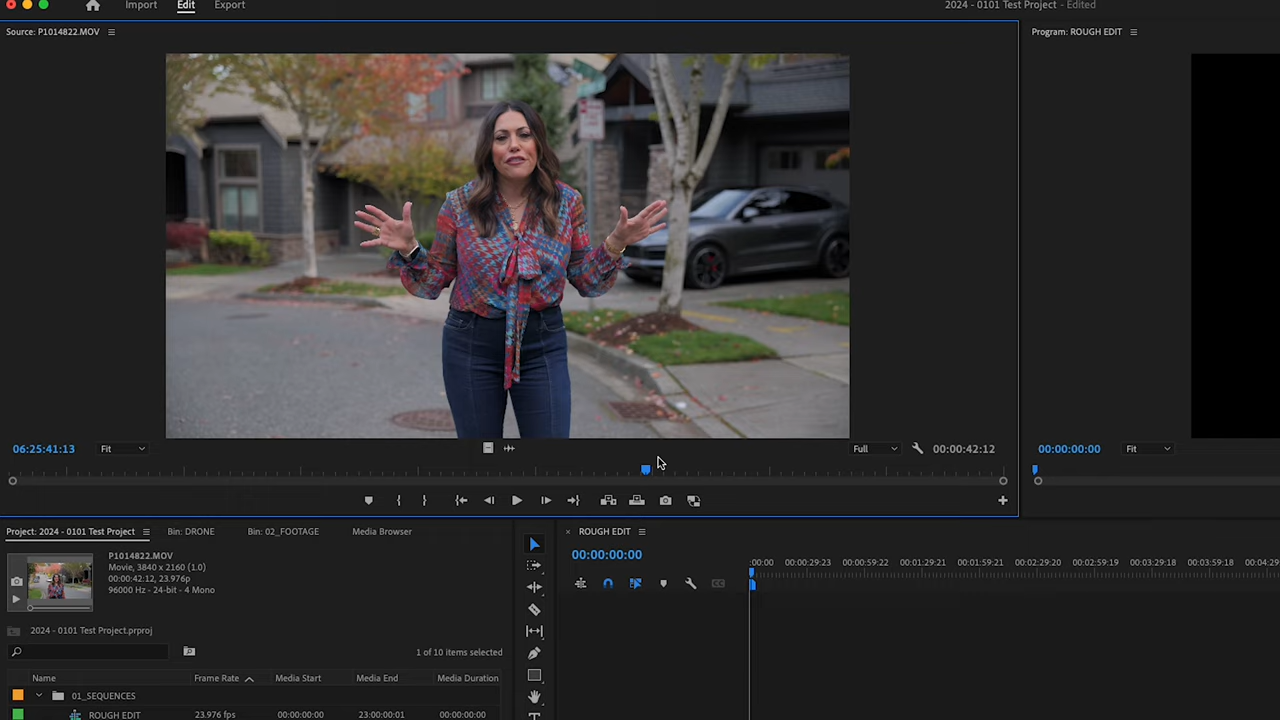 Import Edit Export 2024 - 0101 Test Project - Edited
Source: P1014822.MOV Program: ROUGH EDIT
06:25:41:13 Fit Full 00:00:42:12 00:00:00:00 Fit
Project: 2024 - 0101 Test Project Bin: DRONE Bin: 02_FOOTAGE Media Browser
P1014822.MOV
Movie, 3840 x 2160 (1.0)
00:00:42:12, 23.976p
96000 Hz - 24-bit - 4 Mono
2024 - 0101 Test Project.prproj
1 of 10 items selected
Name Frame Rate Media Start Media End Media Duration
01_SEQUENCES
ROUGH EDIT 23.976 fps 00:00:00:00 23:00:00:01 00:00:00:00
ROUGH EDIT
00:00:00:00
:00:00 00:00:29:23 00:00:59:22 00:01:29:21 00:01:59:21 00:02:29:20 00:02:59:19 00:03:29:18 00:03:59:18 00:04:29